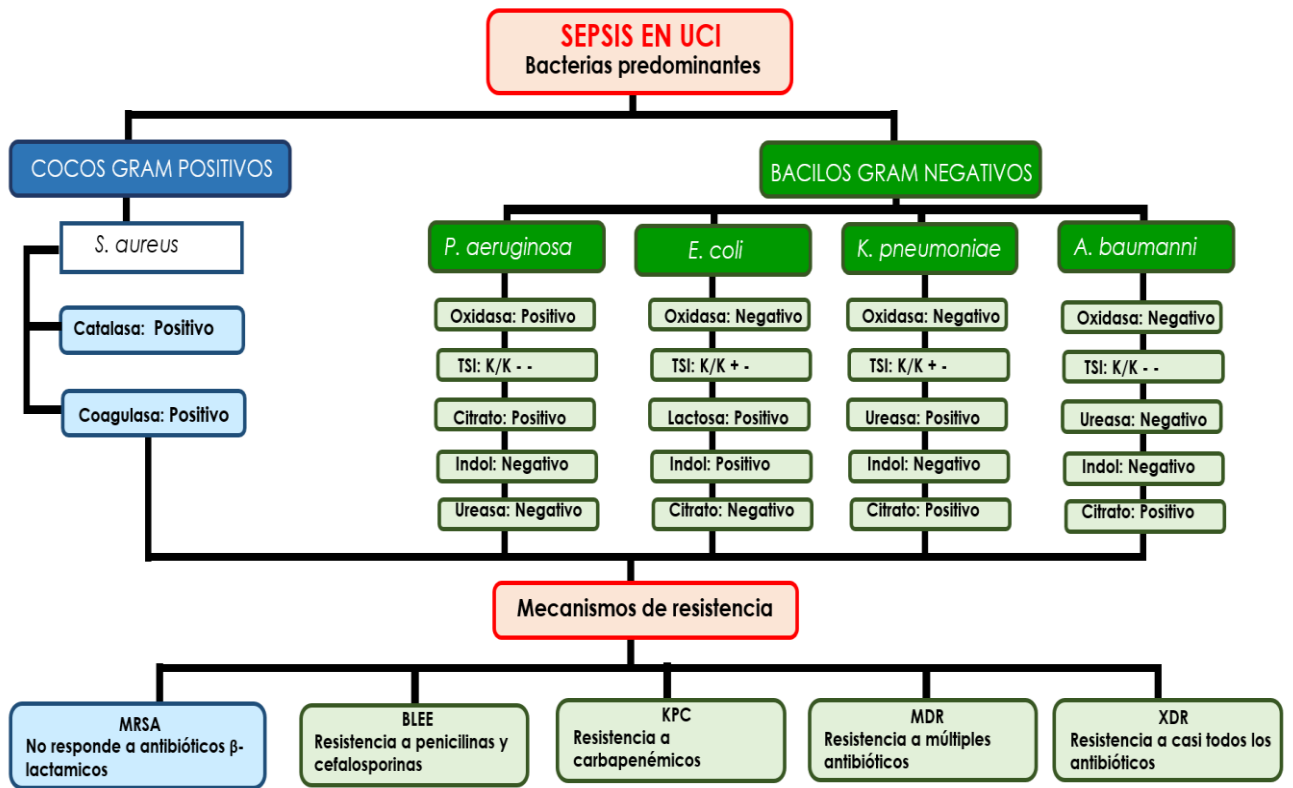 SEPSIS EN UCI
Bacterias predominantes
COCOS GRAM POSITIVOS
BACILOS GRAM NEGATIVOS
S. aureus
Catalasa: Positivo
Coagulasa: Positivo
P. aeruginosa
Oxidasa: Positivo
TSI: K/K - -
Citrato: Positivo
Indol: Negativo
Ureasa: Negativo
E. coli
Oxidasa: Negativo
TSI: K/K + -
Lactosa: Positivo
Indol: Positivo
Citrato: Negativo
K. pneumoniae
Oxidasa: Negativo
TSI: K/K + -
Ureasa: Positivo
Indol: Negativo
Citrato: Positivo
A. baumanni
Oxidasa: Negativo
TSI: K/K - -
Ureasa: Negativo
Indol: Negativo
Citrato: Positivo
Mecanismos de resistencia
MRSA
No responde a antibióticos β-
lactamicos
BLEE
Resistencia a penicilinas y
cefalosporinas
KPC
Resistencia a
carbapenémicos
MDR
Resistencia a múltiples
antibióticos
XDR
Resistencia a casi todos los
antibióticos